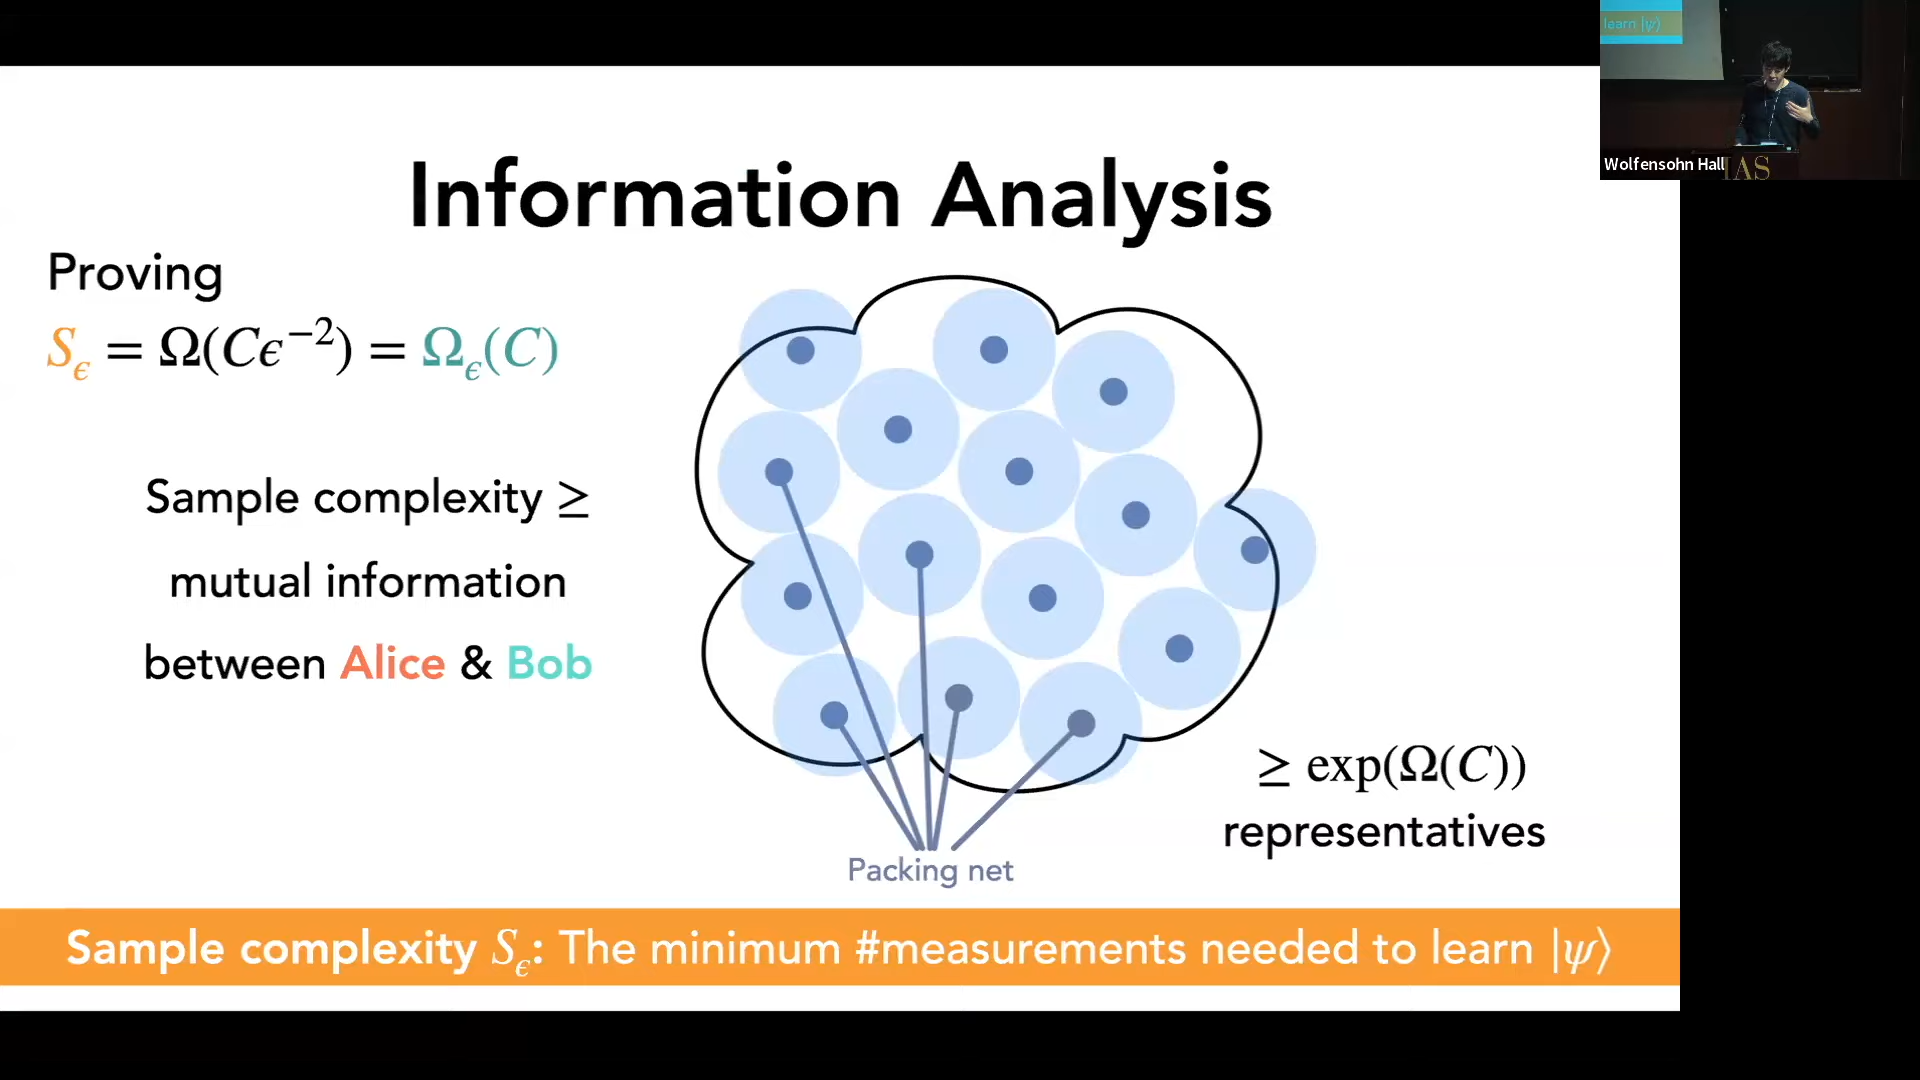 learn |ψ⟩
Wolfensohn Hall
IAS
Information Analysis
Proving
S_ϵ = Ω(Cϵ⁻²) = Ω_ϵ(C)
Sample complexity ≥
mutual information
between Alice & Bob
≥ exp(Ω(C))
representatives
Packing net
Sample complexity S_ϵ: The minimum #measurements needed to learn |ψ⟩